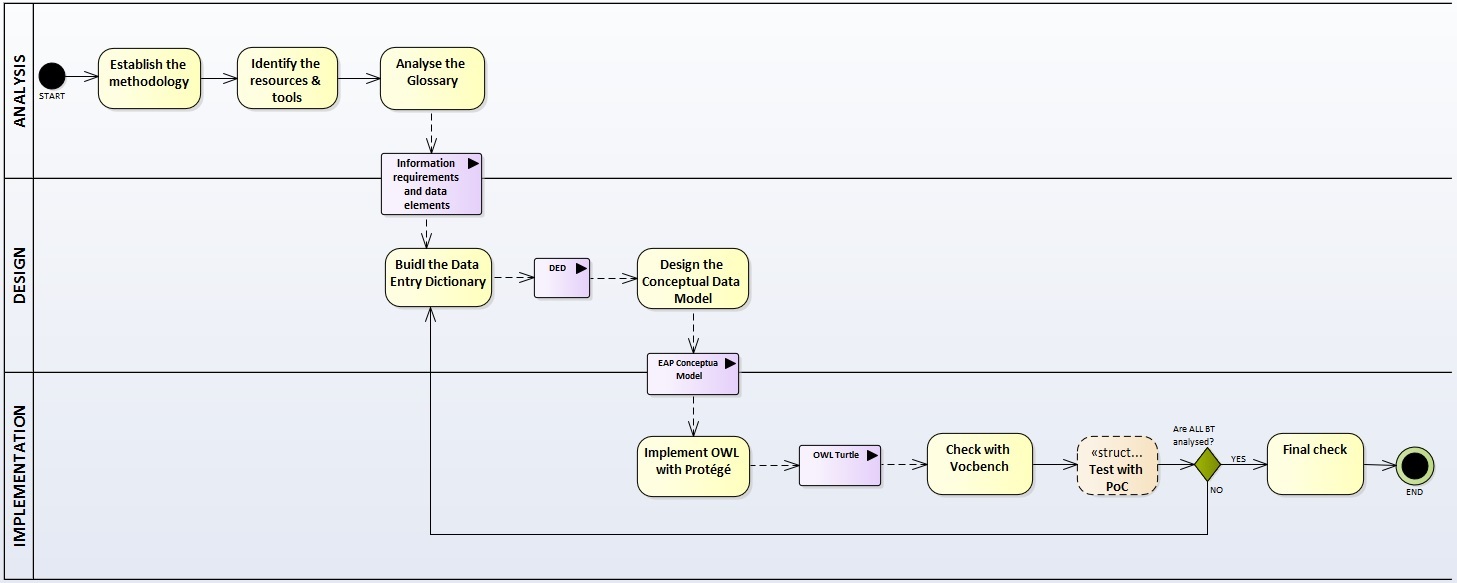 ANALYSIS
START
Establish the
methodology
Identify the
resources &
tools
Analyse the
Glossary
Information
requirements
and data
elements
DESIGN
Buidl the Data
Entry Dictionary
DED
Design the
Conceptual Data
Model
EAP Conceptua
Model
IMPLEMENTATION
Implement OWL
with Protégé
OWL Turtle
Check with
Vocbench
«struct...
Test with
PoC
Are ALL BT
analysed?
YES
NO
Final check
END